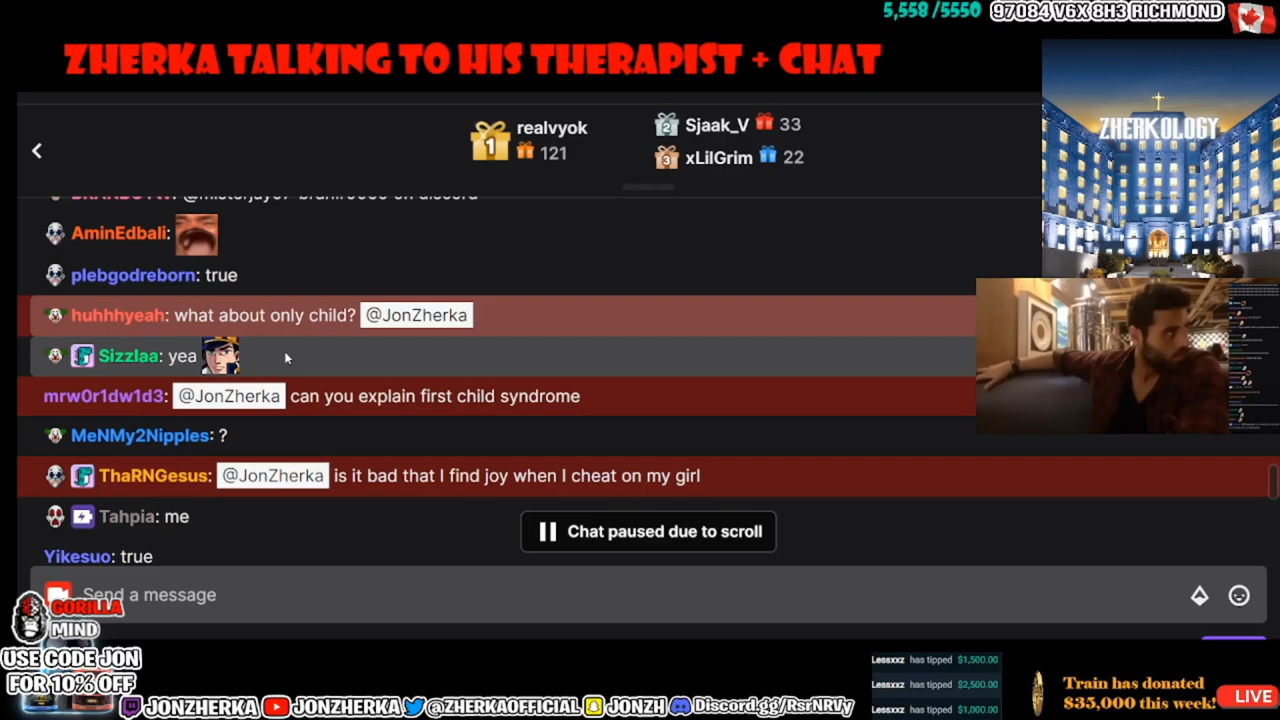 5,558 /5550
97084 V6X 8H3 RICHMOND
ZHERKA TALKING TO HIS THERAPIST + CHAT
ZHERKOLO6Y
1 realvyok
121
2 Sjaak_V 33
3 xLilGrim 22
AminEdbali:
plebgodreborn: true
huhhhyeah: what about only child? @JonZherka
Sizzlaa: yea
mrw0r1dw1d3: @JonZherka can you explain first child syndrome
MeNMy2Nipples: ?
ThaRNGesus: @JonZherka is it bad that I find joy when I cheat on my girl
Tahpia: me
Chat paused due to scroll
Yikesuo: true
Send a message
GORILLA
MIND
USE CODE JON
FOR 10% OFF
Lessxxz has tipped $1,500.00
Lessxxz has tipped $2,500.00
Lessxxz has tipped $1,000.00
Train has donated
$35,000 this week!
LIVE
JONZHERKA JONZHERKA @ZHERKAOFFICIAL JONZH Discord.gg/RsrNRVy